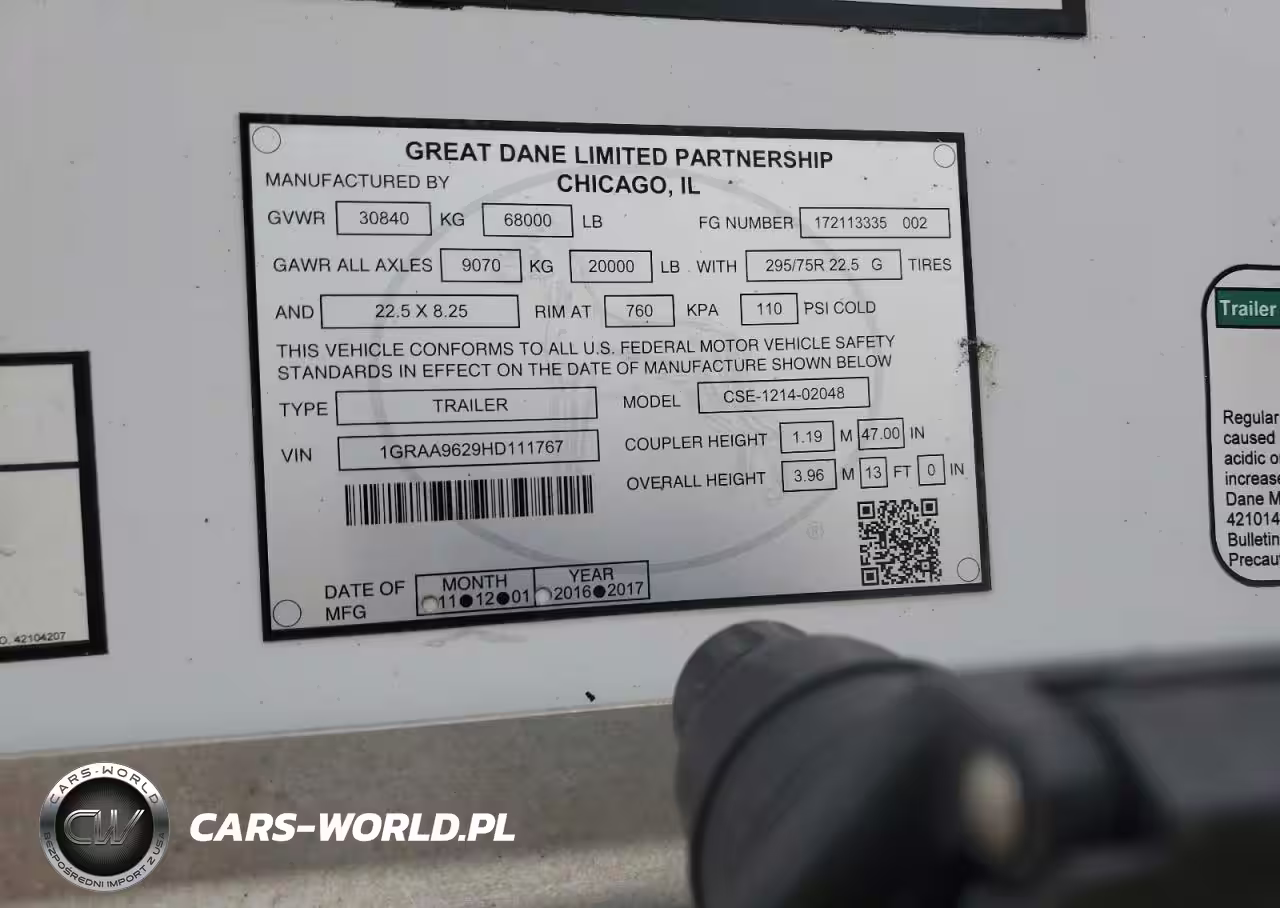 GREAT DANE LIMITED PARTNERSHIP
MANUFACTURED BY CHICAGO, IL
GVWR 30840 KG 68000 LB FG NUMBER 172113335 002
GAWR ALL AXLES 9070 KG 20000 LB WITH 295/75R 22.5 G TIRES
AND 22.5 X 8.25 RIM AT 760 KPA 110 PSI COLD
THIS VEHICLE CONFORMS TO ALL U.S. FEDERAL MOTOR VEHICLE SAFETY
STANDARDS IN EFFECT ON THE DATE OF MANUFACTURE SHOWN BELOW
TYPE TRAILER MODEL CSE-1214-02048
VIN 1GRAA9629HD111767 COUPLER HEIGHT 1.19 M 47.00 IN
OVERALL HEIGHT 3.96 M 13 FT 0 IN
®
DATE OF MFG MONTH YEAR
11 12 01 2016 2017
O. 42104207
Trailer
Regular
caused
acidic o
increase
Dane M
421014
Bulletin
Precau
CARS-WORLD
CW
BEZPOŚREDNI IMPORT Z USA
CARS-WORLD.PL